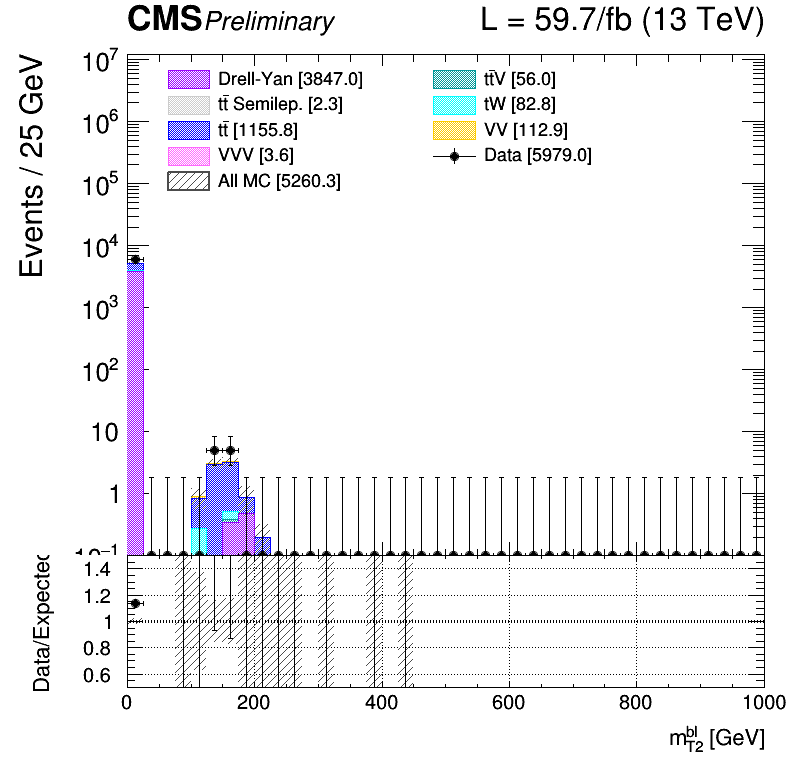 CMS Preliminary L = 59.7/fb (13 TeV)
Events / 25 GeV
10⁷
10⁶
10⁵
10⁴
10³
10²
10
1
10⁻¹
Drell-Yan [3847.0]
tt̄ Semilep. [2.3]
tt̄ [1155.8]
VVV [3.6]
All MC [5260.3]
tt̄V [56.0]
tW [82.8]
VV [112.9]
Data [5979.0]
Data/Expected
1.4
1.2
1
0.8
0.6
0 200 400 600 800 1000
m_T2^bl [GeV]